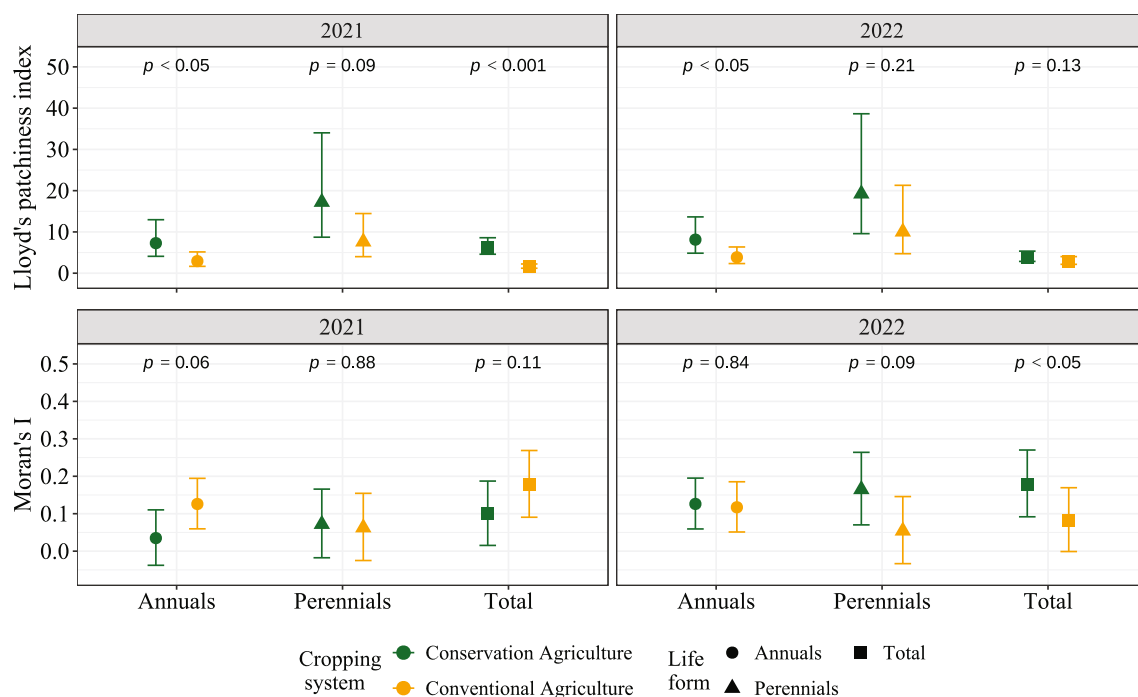 2021 2022
Lloyd's patchiness index
50
40
30
20
10
0
p < 0.05 p = 0.09 p < 0.001
p < 0.05 p = 0.21 p = 0.13
2021 2022
Moran's I
0.5
0.4
0.3
0.2
0.1
0.0
p = 0.06 p = 0.88 p = 0.11
p = 0.84 p = 0.09 p < 0.05
Annuals Perennials Total
Annuals Perennials Total
Cropping
system
Conservation Agriculture
Conventional Agriculture
Life
form
Annuals
Perennials
Total